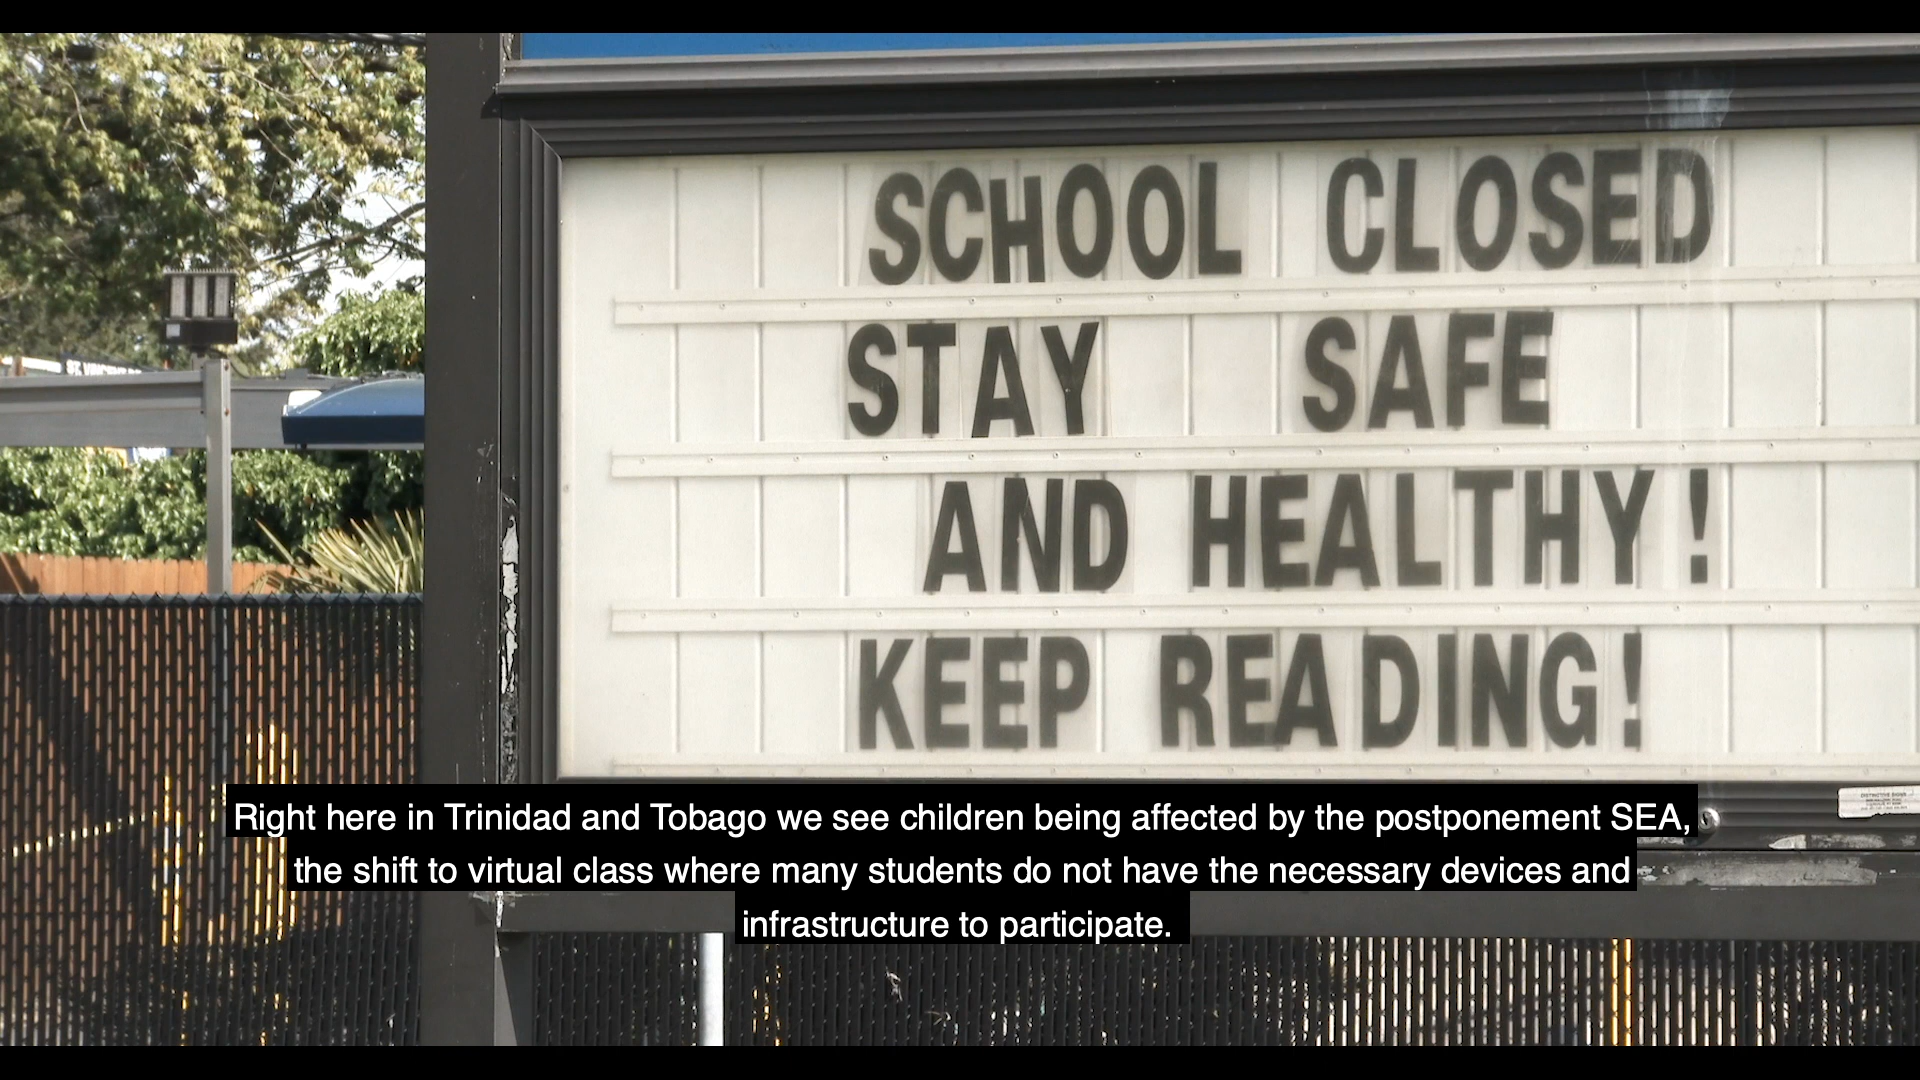 SCHOOL CLOSED
STAY SAFE
AND HEALTHY!
KEEP READING!
Right here in Trinidad and Tobago we see children being affected by the postponement SEA,
the shift to virtual class where many students do not have the necessary devices and
infrastructure to participate.